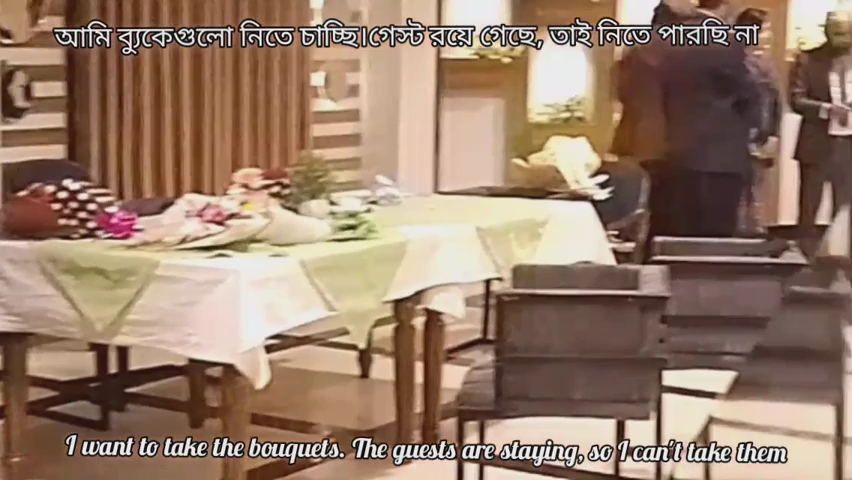 আমি ব্যুকেগুলো নিতে চাচ্ছি।গেস্ট রয়ে গেছে, তাই নিতে পারছি না
I want to take the bouquets. The guests are staying, so I can't take them